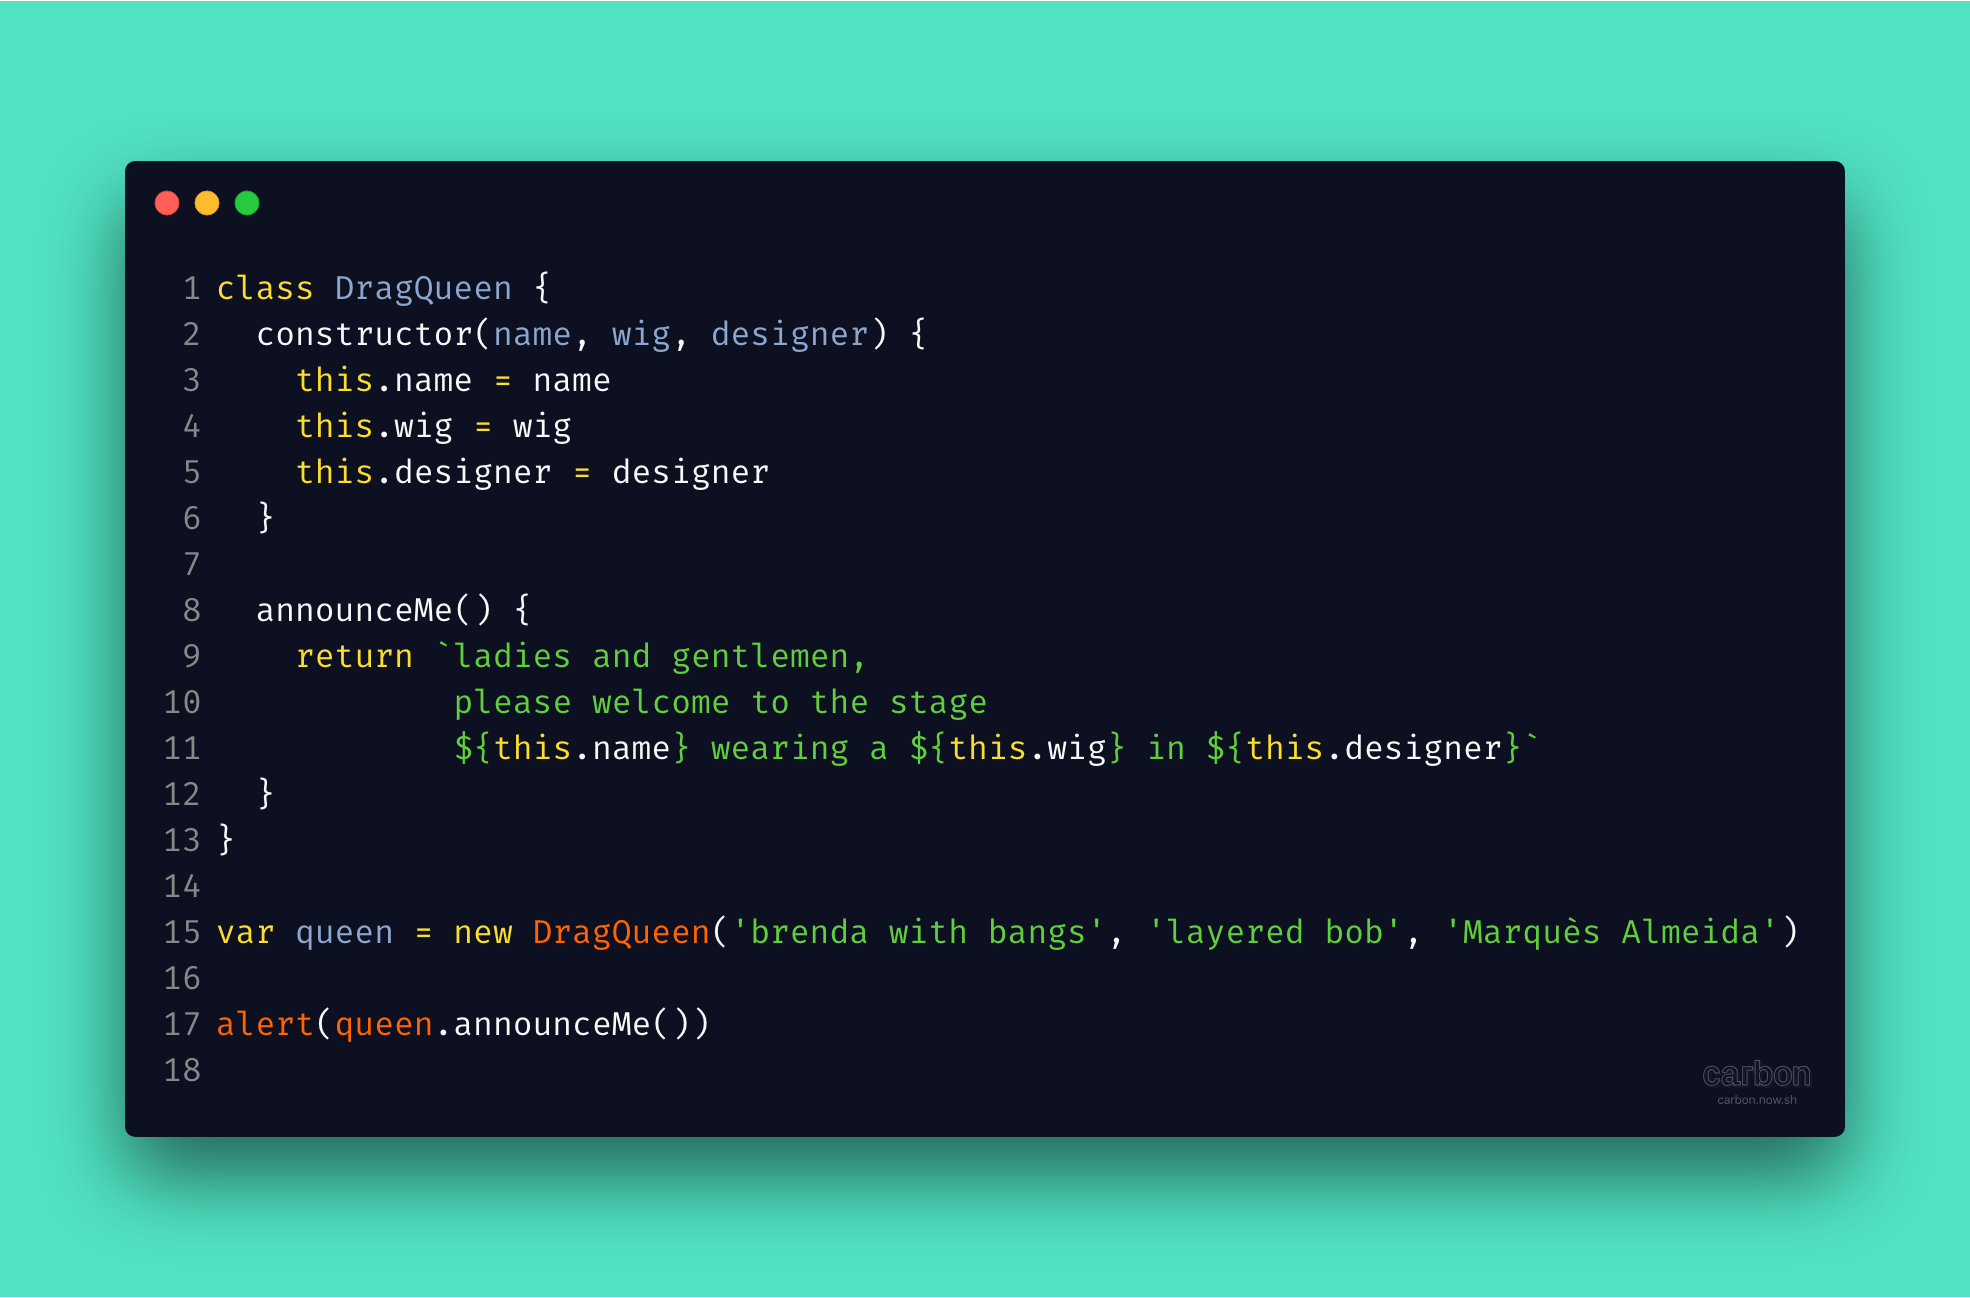 1 class DragQueen {
2   constructor(name, wig, designer) {
3     this.name = name
4     this.wig = wig
5     this.designer = designer
6   }
7
8   announceMe() {
9     return `ladies and gentlemen,
10             please welcome to the stage
11             ${this.name} wearing a ${this.wig} in ${this.designer}`
12   }
13 }
14
15 var queen = new DragQueen('brenda with bangs', 'layered bob', 'Marquès Almeida')
16
17 alert(queen.announceMe())
18
carbon
carbon.now.sh